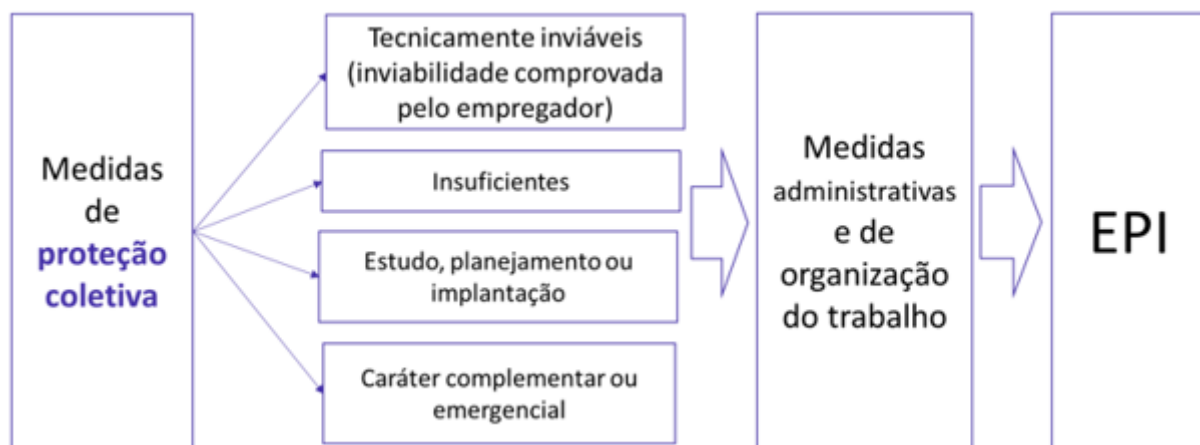 Medidas
de
proteção
coletiva
Tecnicamente inviáveis
(inviabilidade comprovada
pelo empregador)
Insuficientes
Estudo, planejamento ou
implantação
Caráter complementar ou
emergencial
Medidas
administrativas
e de
organização
do trabalho
EPI